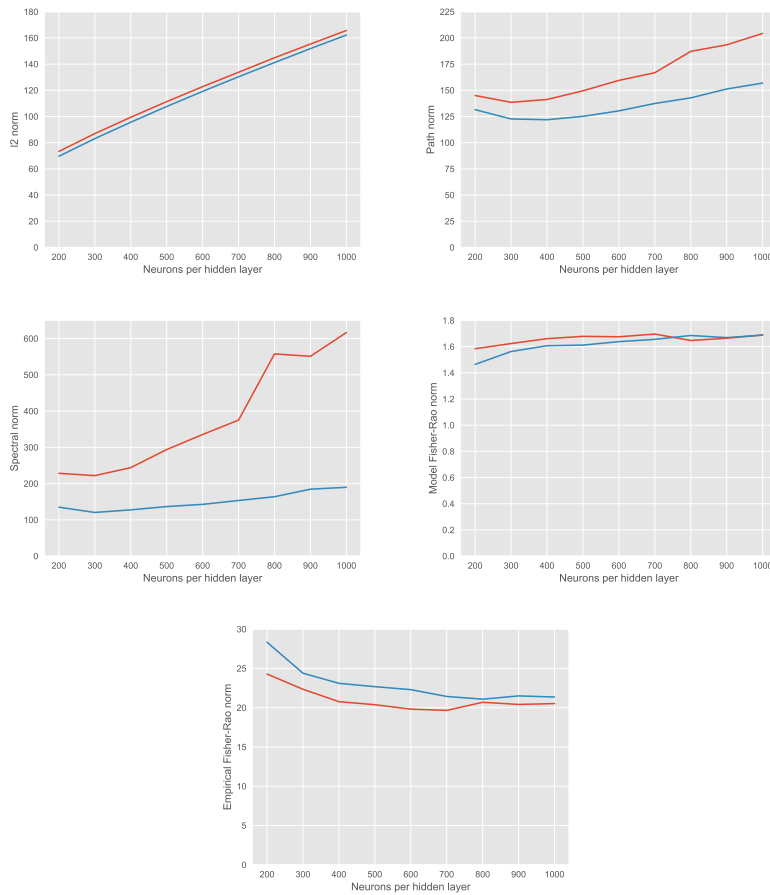 180
160
140
120
100
80
60
40
20
0
l2 norm
200 300 400 500 600 700 800 900 1000
Neurons per hidden layer
225
200
175
150
125
100
75
50
25
0
Path norm
200 300 400 500 600 700 800 900 1000
Neurons per hidden layer
600
500
400
300
200
100
0
Spectral norm
200 300 400 500 600 700 800 900 1000
Neurons per hidden layer
1.8
1.6
1.4
1.2
1.0
0.8
0.6
0.4
0.2
0.0
Model Fisher-Rao norm
200 300 400 500 600 700 800 900 1000
Neurons per hidden layer
30
25
20
15
10
5
0
Empirical Fisher-Rao norm
200 300 400 500 600 700 800 900 1000
Neurons per hidden layer